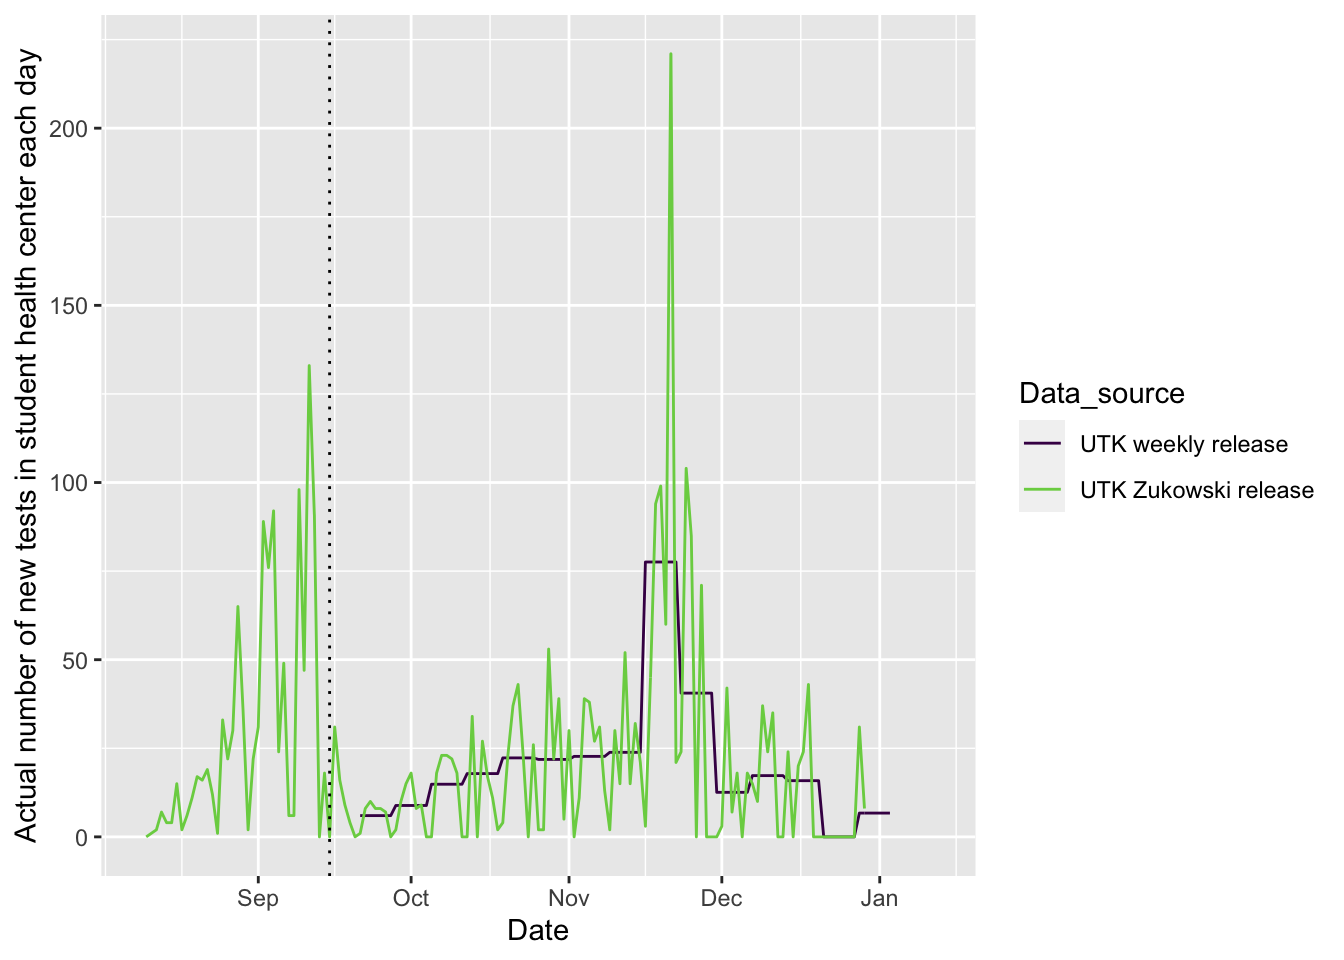 Actual number of new tests in student health center each day
200
150
100
50
0
Sep Oct Nov Dec Jan
Date
Data_source
UTK weekly release
UTK Zukowski release